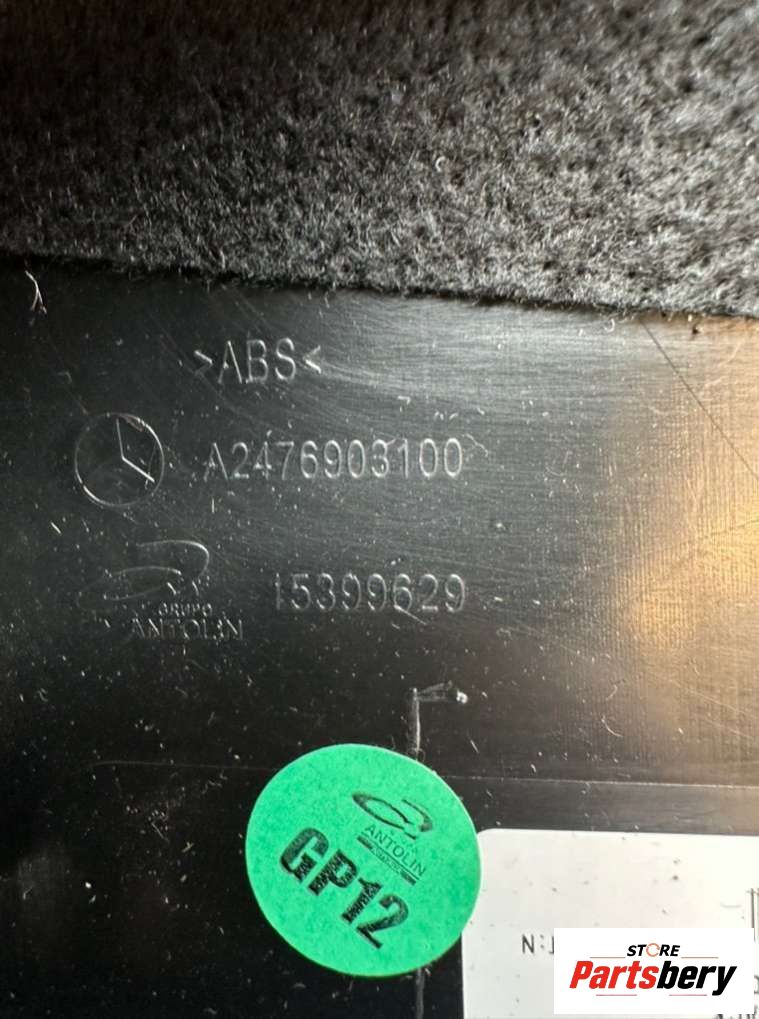 >ABS<
A2476903100
15399629
GRUPO
ANTOLIN
ANTOLIN
GP12
STORE
Partsbery